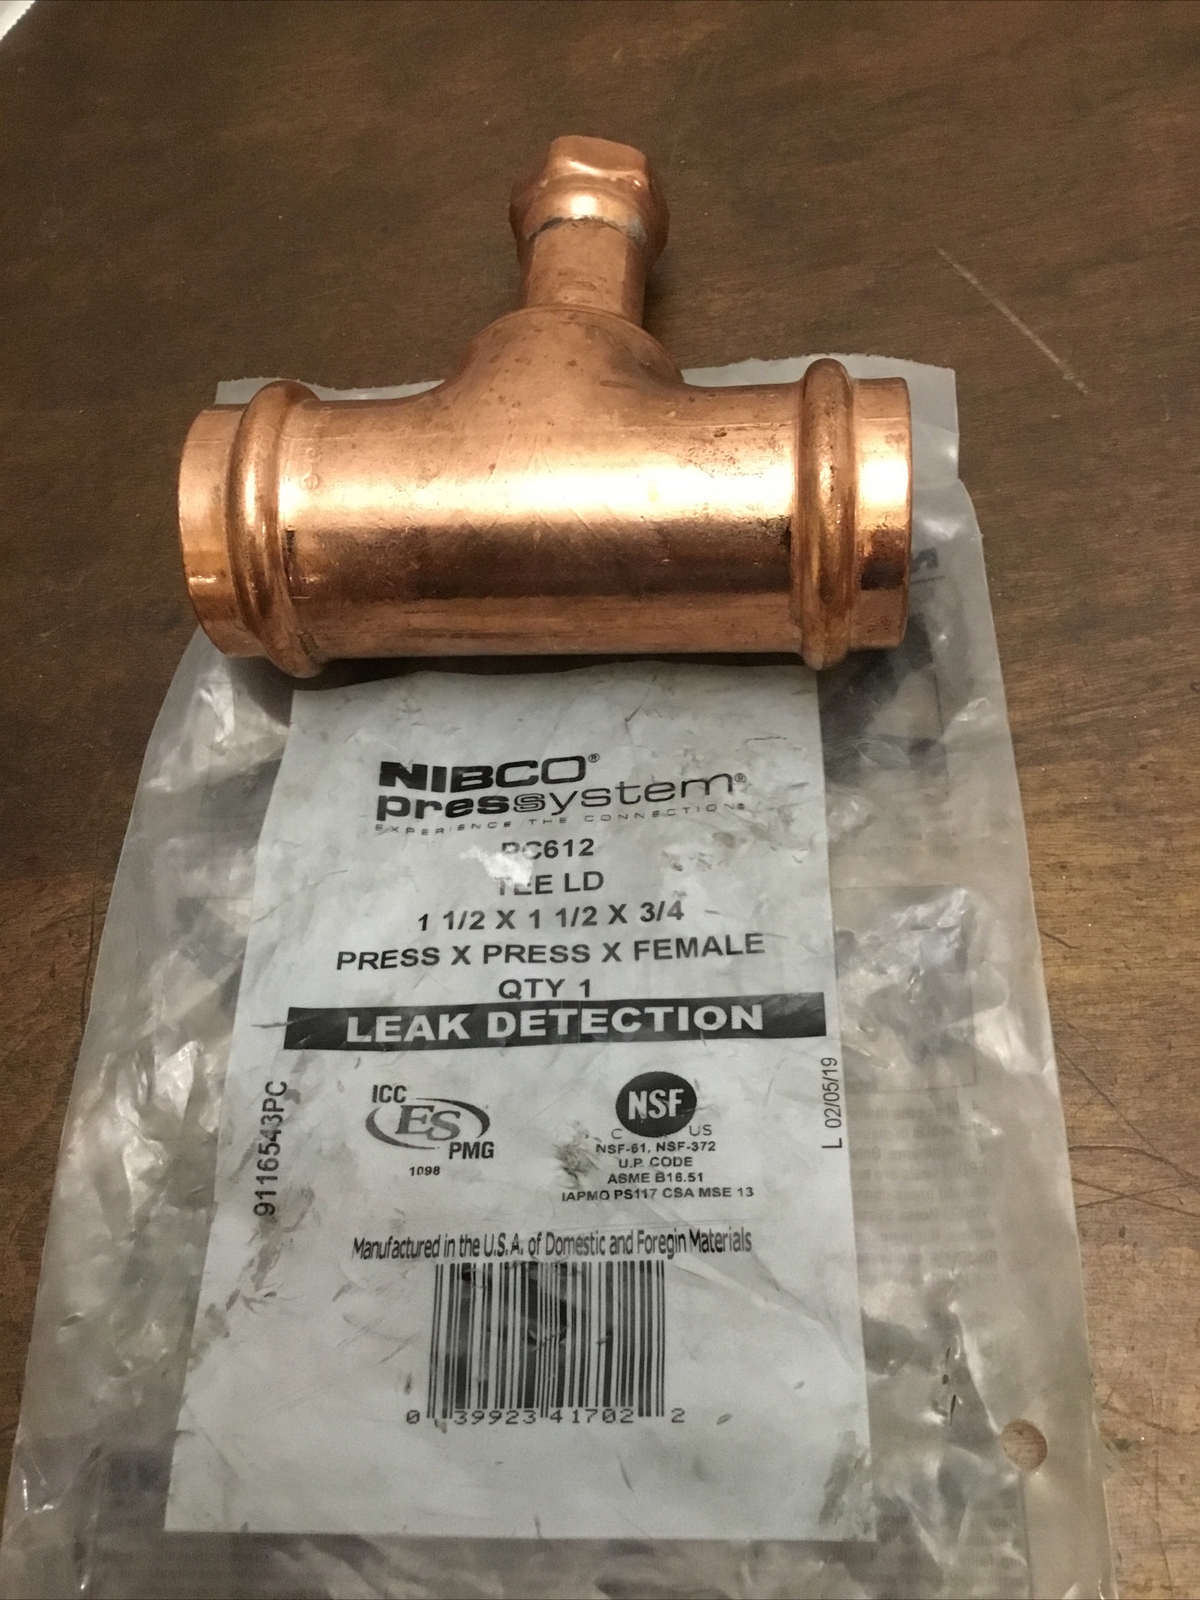 NIBCO®
pressystem®
EXPERIENCE THE CONNECTIONS
PC612
TEE LD
1 1/2 X 1 1/2 X 3/4
PRESS X PRESS X FEMALE
QTY 1
LEAK DETECTION
9116543PC
L 02/05/19
ICC
ES
PMG
1098
NSF
C US
NSF-61, NSF-372
U.P. CODE
ASME B16.51
IAPMO PS117 CSA MSE 13
Manufactured in the U.S.A. of Domestic and Foregin Materials
0 39923 41702 2